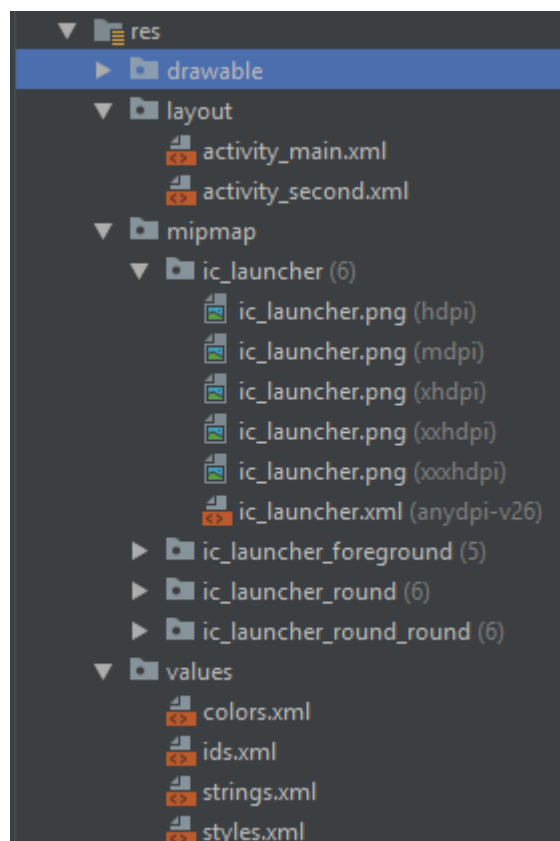 res
drawable
layout
activity_main.xml
activity_second.xml
mipmap
ic_launcher (6)
ic_launcher.png (hdpi)
ic_launcher.png (mdpi)
ic_launcher.png (xhdpi)
ic_launcher.png (xxhdpi)
ic_launcher.png (xxxhdpi)
ic_launcher.xml (anydpi-v26)
ic_launcher_foreground (5)
ic_launcher_round (6)
ic_launcher_round_round (6)
values
colors.xml
ids.xml
strings.xml
styles.xml